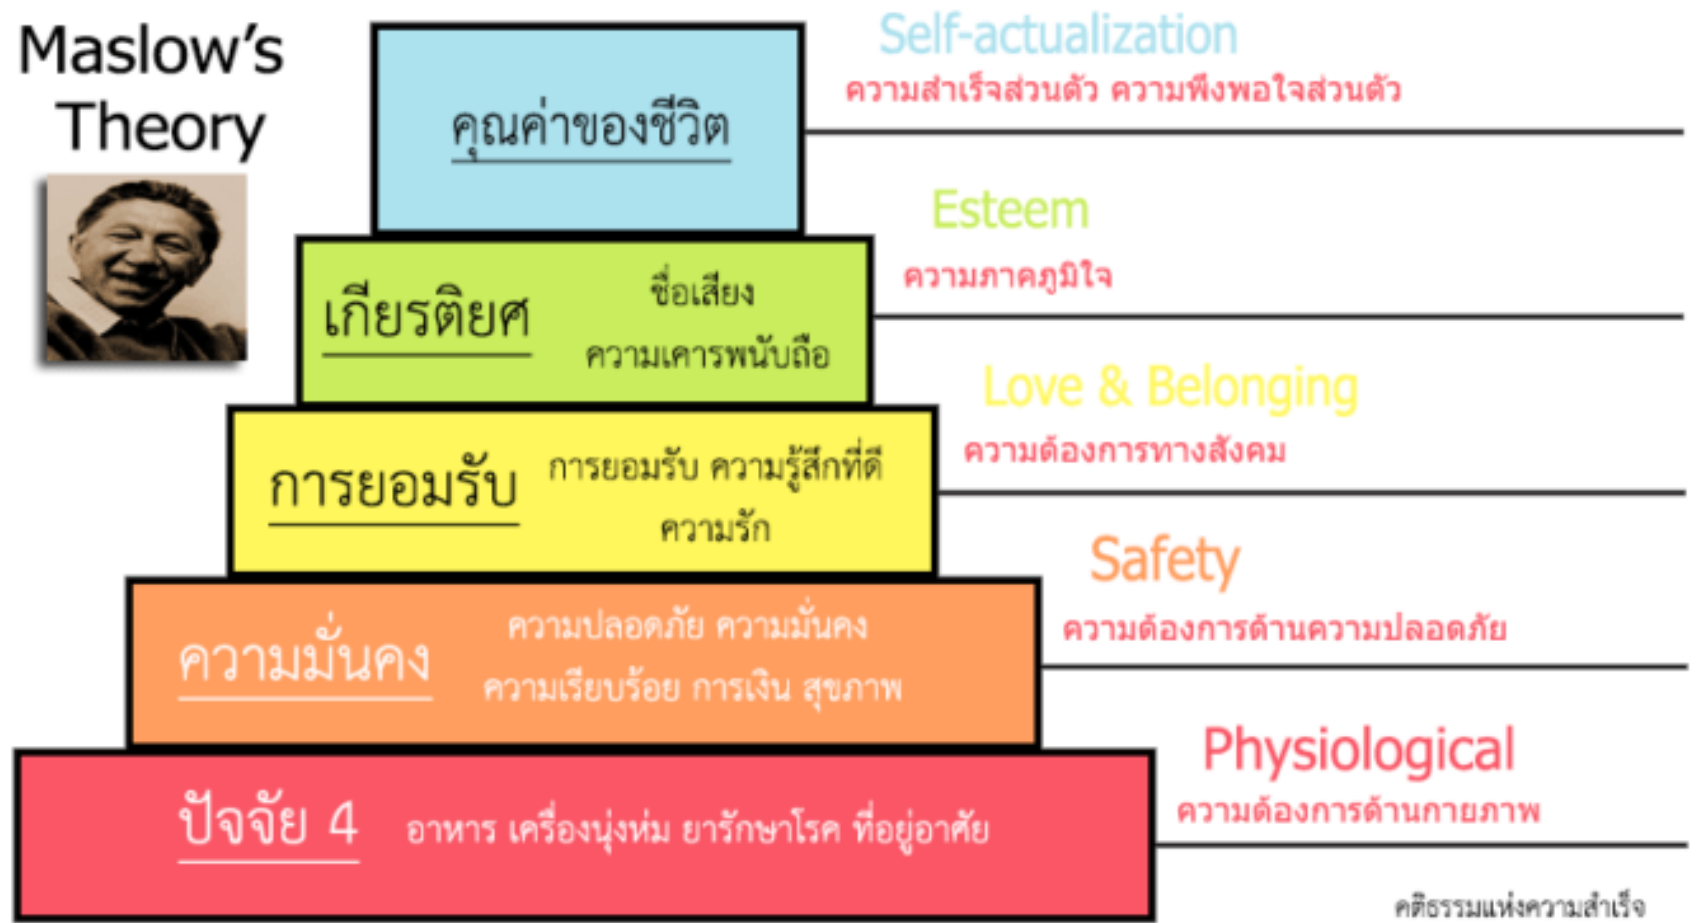 Maslow's
Theory
Self-actualization
ความสำเร็จส่วนตัว ความพึงพอใจส่วนตัว
คุณค่าของชีวิต
Esteem
ความภาคภูมิใจ
เกียรติยศ
ชื่อเสียง
ความเคารพนับถือ
Love & Belonging
ความต้องการทางสังคม
การยอมรับ
การยอมรับ ความรู้สึกที่ดี
ความรัก
Safety
ความต้องการด้านความปลอดภัย
ความมั่นคง
ความปลอดภัย ความมั่นคง
ความเรียบร้อย การเงิน สุขภาพ
Physiological
ความต้องการด้านกายภาพ
ปัจจัย 4
อาหาร เครื่องนุ่งห่ม ยารักษาโรค ที่อยู่อาศัย
คติธรรมแห่งความสำเร็จ